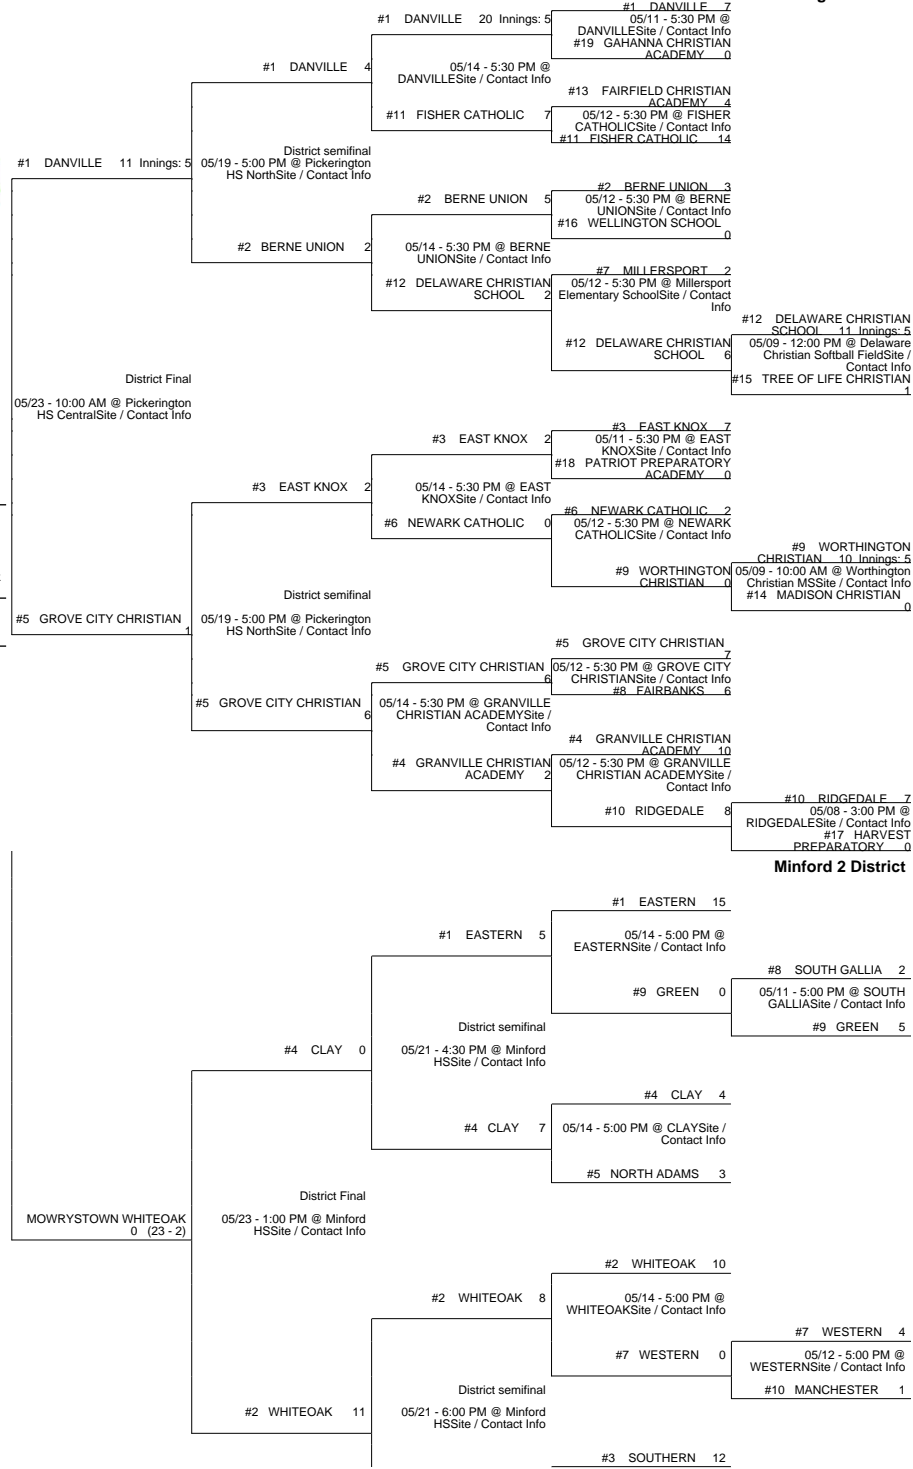 #1 DANVILLE 7
05/11 - 5:30 PM @
DANVILLESite / Contact Info
#19 GAHANNA CHRISTIAN
ACADEMY 0
#1 DANVILLE 20 Innings: 5
05/14 - 5:30 PM @
DANVILLESite / Contact Info
#1 DANVILLE 4
#13 FAIRFIELD CHRISTIAN
ACADEMY 4
05/12 - 5:30 PM @ FISHER
CATHOLICSite / Contact Info
#11 FISHER CATHOLIC 14
#11 FISHER CATHOLIC 7
District semifinal
05/19 - 5:00 PM @ Pickerington
HS NorthSite / Contact Info
#1 DANVILLE 11 Innings: 5
#2 BERNE UNION 3
05/12 - 5:30 PM @ BERNE
UNIONSite / Contact Info
#16 WELLINGTON SCHOOL
0
#2 BERNE UNION 5
05/14 - 5:30 PM @ BERNE
UNIONSite / Contact Info
#2 BERNE UNION 2
#7 MILLERSPORT 2
05/12 - 5:30 PM @ Millersport
Elementary SchoolSite / Contact
Info
#12 DELAWARE CHRISTIAN
SCHOOL 2
#12 DELAWARE CHRISTIAN
SCHOOL 6
#12 DELAWARE CHRISTIAN
SCHOOL 11 Innings: 5
05/09 - 12:00 PM @ Delaware
Christian Softball FieldSite /
Contact Info
#15 TREE OF LIFE CHRISTIAN
1
District Final
05/23 - 10:00 AM @ Pickerington
HS CentralSite / Contact Info
#3 EAST KNOX 7
05/11 - 5:30 PM @ EAST
KNOXSite / Contact Info
#18 PATRIOT PREPARATORY
ACADEMY 0
#3 EAST KNOX 2
05/14 - 5:30 PM @ EAST
KNOXSite / Contact Info
#3 EAST KNOX 2
#6 NEWARK CATHOLIC 2
05/12 - 5:30 PM @ NEWARK
CATHOLICSite / Contact Info
#6 NEWARK CATHOLIC 0
#9 WORTHINGTON
CHRISTIAN 0
#9 WORTHINGTON
CHRISTIAN 10 Innings: 5
05/09 - 10:00 AM @ Worthington
Christian MSSite / Contact Info
#14 MADISON CHRISTIAN
0
District semifinal
05/19 - 5:00 PM @ Pickerington
HS NorthSite / Contact Info
#5 GROVE CITY CHRISTIAN
1
#5 GROVE CITY CHRISTIAN
7
05/12 - 5:30 PM @ GROVE CITY
CHRISTIANSite / Contact Info
#8 FAIRBANKS 6
#5 GROVE CITY CHRISTIAN
6
05/14 - 5:30 PM @ GRANVILLE
CHRISTIAN ACADEMYSite /
Contact Info
#5 GROVE CITY CHRISTIAN
6
#4 GRANVILLE CHRISTIAN
ACADEMY 10
05/12 - 5:30 PM @ GRANVILLE
CHRISTIAN ACADEMYSite /
Contact Info
#4 GRANVILLE CHRISTIAN
ACADEMY 2
#10 RIDGEDALE 8
#10 RIDGEDALE 7
05/08 - 3:00 PM @
RIDGEDALESite / Contact Info
#17 HARVEST
PREPARATORY 0
Minford 2 District
#1 EASTERN 15
05/14 - 5:00 PM @
EASTERNSite / Contact Info
#1 EASTERN 5
#9 GREEN 0
#8 SOUTH GALLIA 2
05/11 - 5:00 PM @ SOUTH
GALLIASite / Contact Info
#9 GREEN 5
District semifinal
05/21 - 4:30 PM @ Minford
HSSite / Contact Info
#4 CLAY 0
#4 CLAY 4
05/14 - 5:00 PM @ CLAYSite /
Contact Info
#4 CLAY 7
#5 NORTH ADAMS 3
District Final
05/23 - 1:00 PM @ Minford
HSSite / Contact Info
MOWRYSTOWN WHITEOAK
0 (23 - 2)
#2 WHITEOAK 10
05/14 - 5:00 PM @
WHITEOAKSite / Contact Info
#2 WHITEOAK 8
#7 WESTERN 0
#7 WESTERN 4
05/12 - 5:00 PM @
WESTERNSite / Contact Info
#10 MANCHESTER 1
District semifinal
05/21 - 6:00 PM @ Minford
HSSite / Contact Info
#2 WHITEOAK 11
#3 SOUTHERN 12